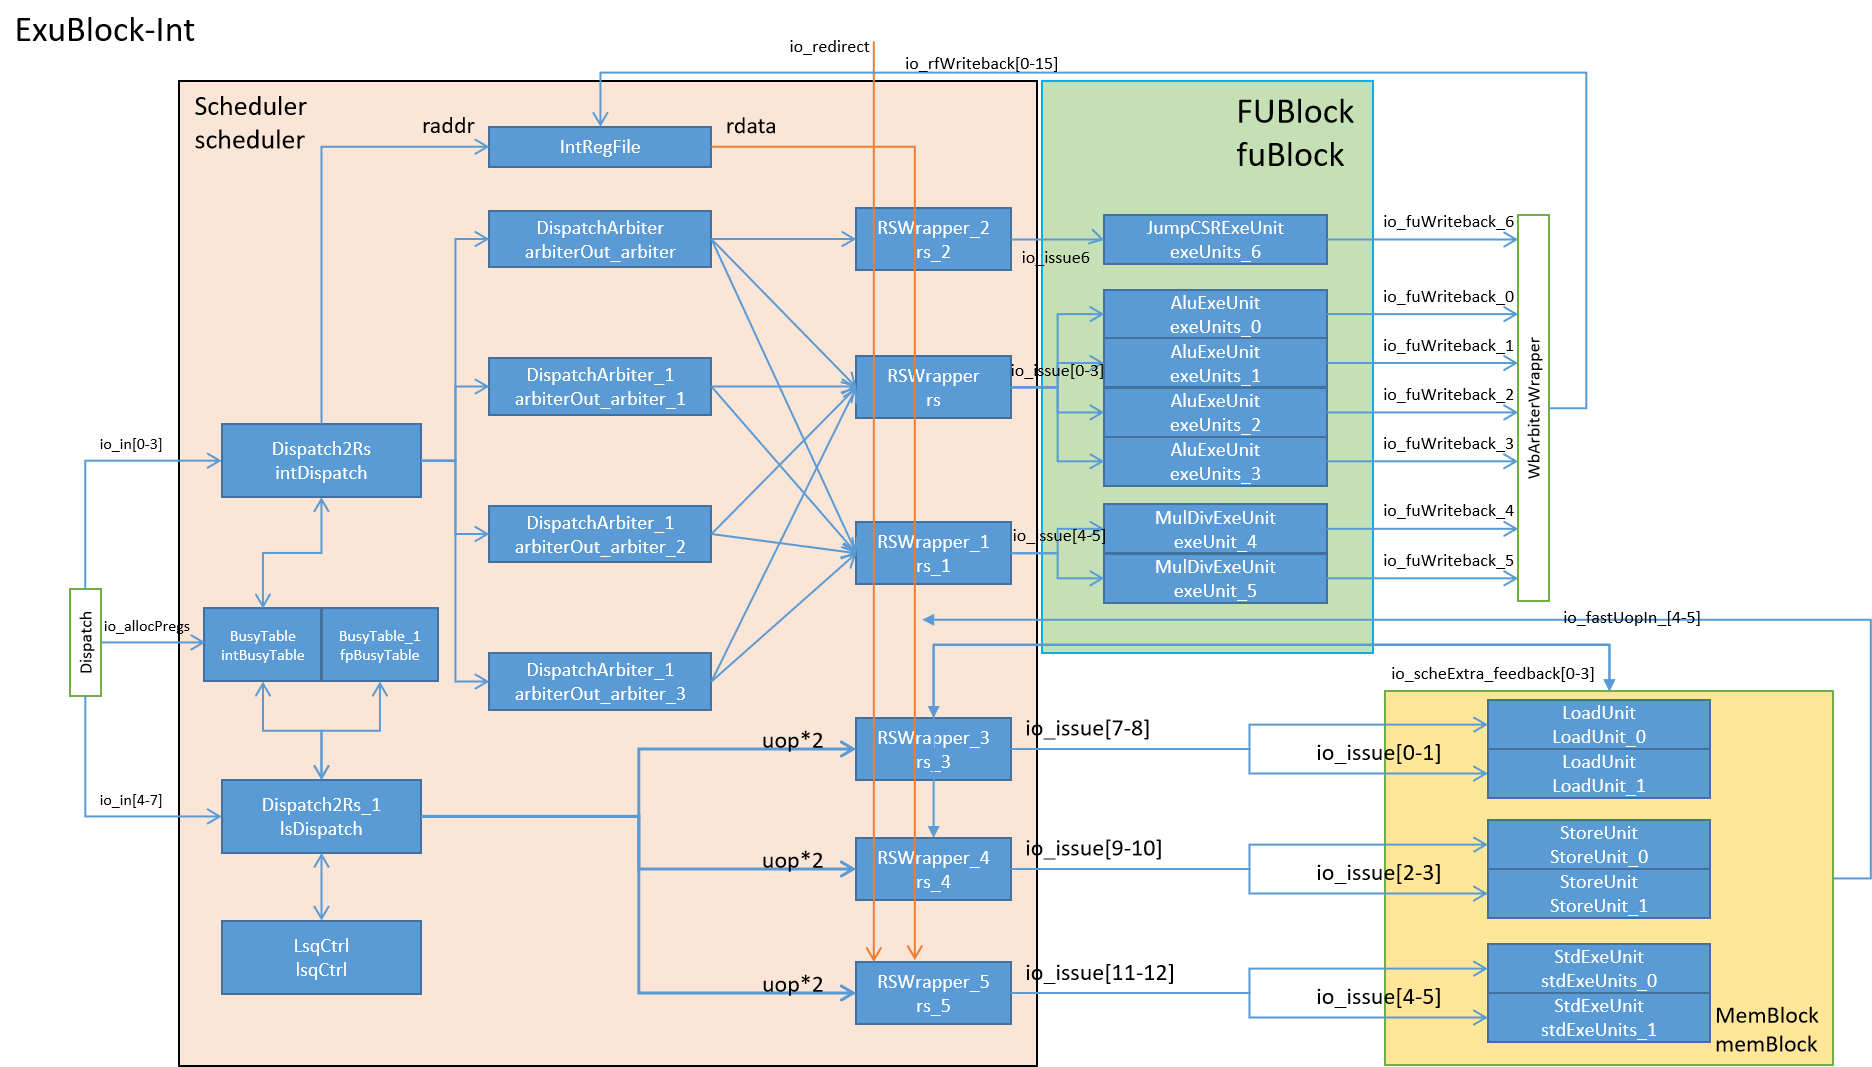 ExuBlock-Int
io_redirect
io_rfWriteback[0-15]
Scheduler
scheduler
raddr
IntRegFile
rdata
FUBlock
fuBlock
DispatchArbiter
arbiterOut_arbiter
RSWrapper_2
rs_2
io_issue6
JumpCSRExeUnit
exeUnits_6
io_fuWriteback_6
AluExeUnit
exeUnits_0
io_fuWriteback_0
DispatchArbiter_1
arbiterOut_arbiter_1
RSWrapper
rs
io_issue[0-3]
AluExeUnit
exeUnits_1
io_fuWriteback_1
AluExeUnit
exeUnits_2
io_fuWriteback_2
AluExeUnit
exeUnits_3
io_fuWriteback_3
WbArbiterWrapper
io_in[0-3]
Dispatch2Rs
intDispatch
DispatchArbiter_1
arbiterOut_arbiter_2
RSWrapper_1
rs_1
io_issue[4-5]
MulDivExeUnit
exeUnit_4
io_fuWriteback_4
MulDivExeUnit
exeUnit_5
io_fuWriteback_5
Dispatch
io_allocPregs
BusyTable
intBusyTable
BusyTable_1
fpBusyTable
io_fastUopIn_[4-5]
DispatchArbiter_1
arbiterOut_arbiter_3
io_scheExtra_feedback[0-3]
uop*2
RSWrapper_3
rs_3
io_issue[7-8]
io_issue[0-1]
LoadUnit
LoadUnit_0
LoadUnit
LoadUnit_1
io_in[4-7]
Dispatch2Rs_1
lsDispatch
uop*2
RSWrapper_4
rs_4
io_issue[9-10]
io_issue[2-3]
StoreUnit
StoreUnit_0
StoreUnit
StoreUnit_1
LsqCtrl
lsqCtrl
uop*2
RSWrapper_5
rs_5
io_issue[11-12]
io_issue[4-5]
StdExeUnit
stdExeUnits_0
StdExeUnit
stdExeUnits_1
MemBlock
memBlock